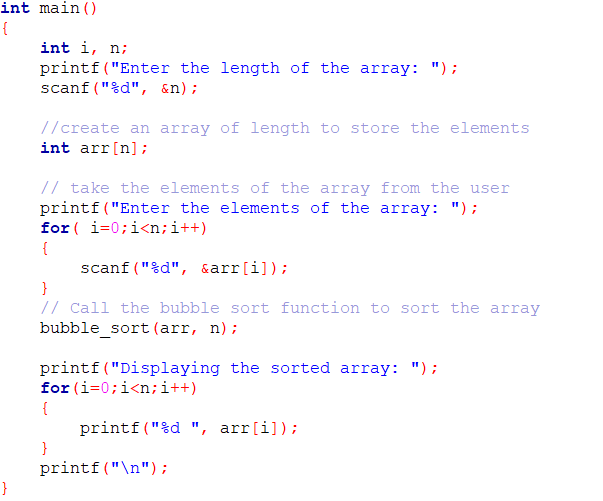 int main()
{
    int i, n;
    printf("Enter the length of the array: ");
    scanf("%d", &n);

    //create an array of length to store the elements
    int arr[n];

    // take the elements of the array from the user
    printf("Enter the elements of the array: ");
    for( i=0;i<n;i++)
    {
        scanf("%d", &arr[i]);
    }
    // Call the bubble sort function to sort the array
    bubble_sort(arr, n);

    printf("Displaying the sorted array: ");
    for(i=0;i<n;i++)
    {
        printf("%d ", arr[i]);
    }
    printf("\n");
}